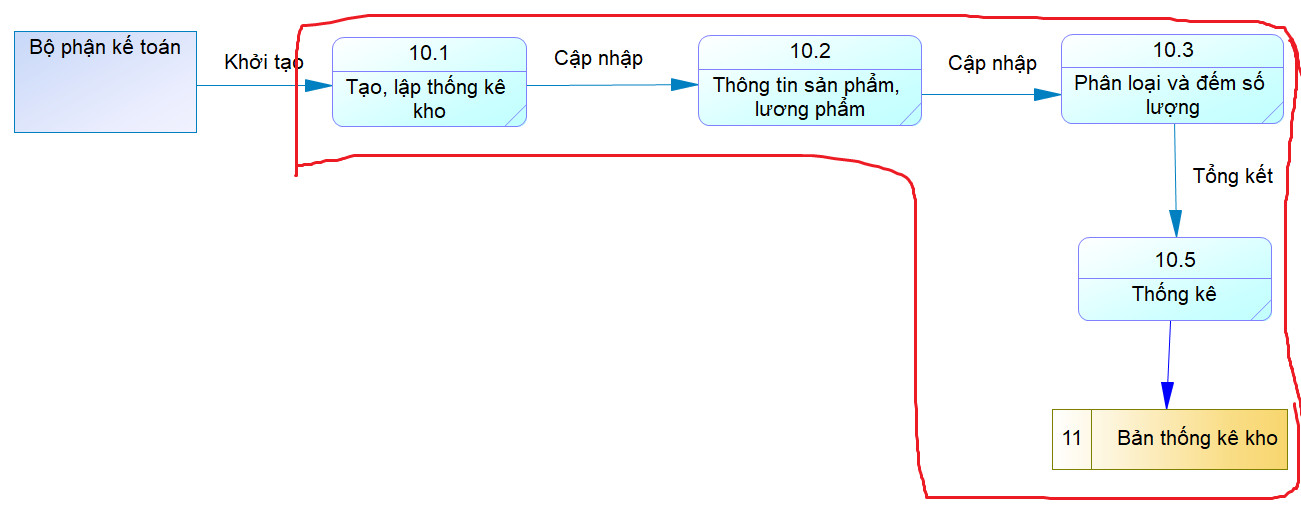 Bộ phận kế toán
Khởi tạo
10.1
Tạo, lập thống kê
kho
Cập nhập
10.2
Thông tin sản phẩm,
lương phẩm
Cập nhập
10.3
Phân loại và đếm số
lượng
Tổng kết
10.5
Thống kê
11
Bản thống kê kho